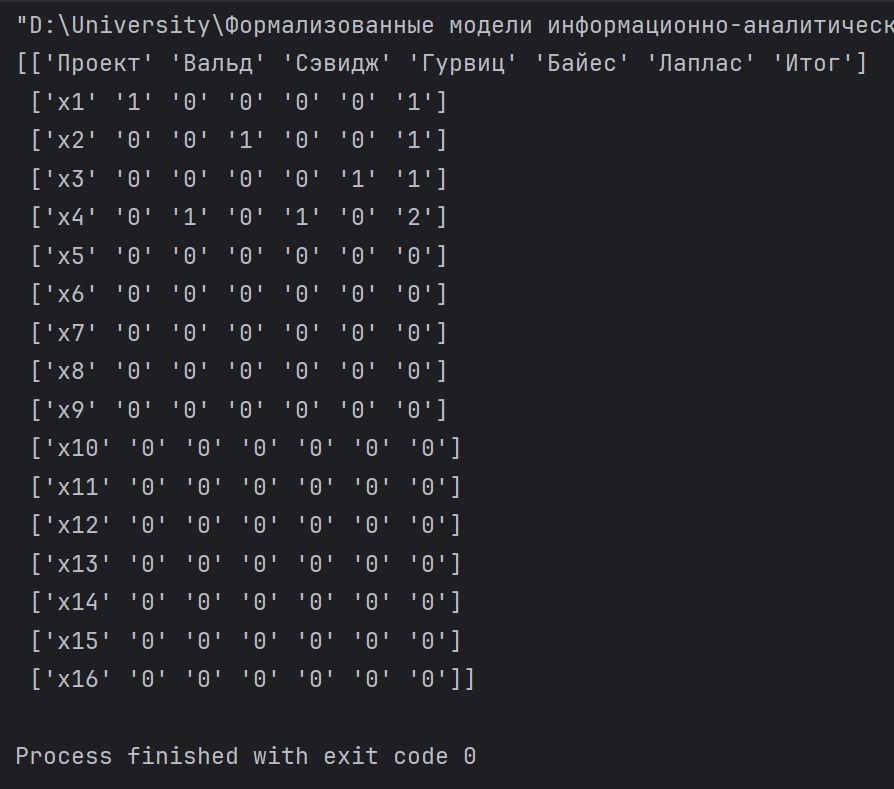 "D:\University\Формализованные модели информационно-аналитическ
[['Проект' 'Вальд' 'Сэвидж' 'Гурвиц' 'Байес' 'Лаплас' 'Итог']
['x1' '1' '0' '0' '0' '0' '1']
['x2' '0' '0' '1' '0' '0' '1']
['x3' '0' '0' '0' '0' '1' '1']
['x4' '0' '1' '0' '1' '0' '2']
['x5' '0' '0' '0' '0' '0' '0']
['x6' '0' '0' '0' '0' '0' '0']
['x7' '0' '0' '0' '0' '0' '0']
['x8' '0' '0' '0' '0' '0' '0']
['x9' '0' '0' '0' '0' '0' '0']
['x10' '0' '0' '0' '0' '0' '0']
['x11' '0' '0' '0' '0' '0' '0']
['x12' '0' '0' '0' '0' '0' '0']
['x13' '0' '0' '0' '0' '0' '0']
['x14' '0' '0' '0' '0' '0' '0']
['x15' '0' '0' '0' '0' '0' '0']
['x16' '0' '0' '0' '0' '0' '0']]
Process finished with exit code 0